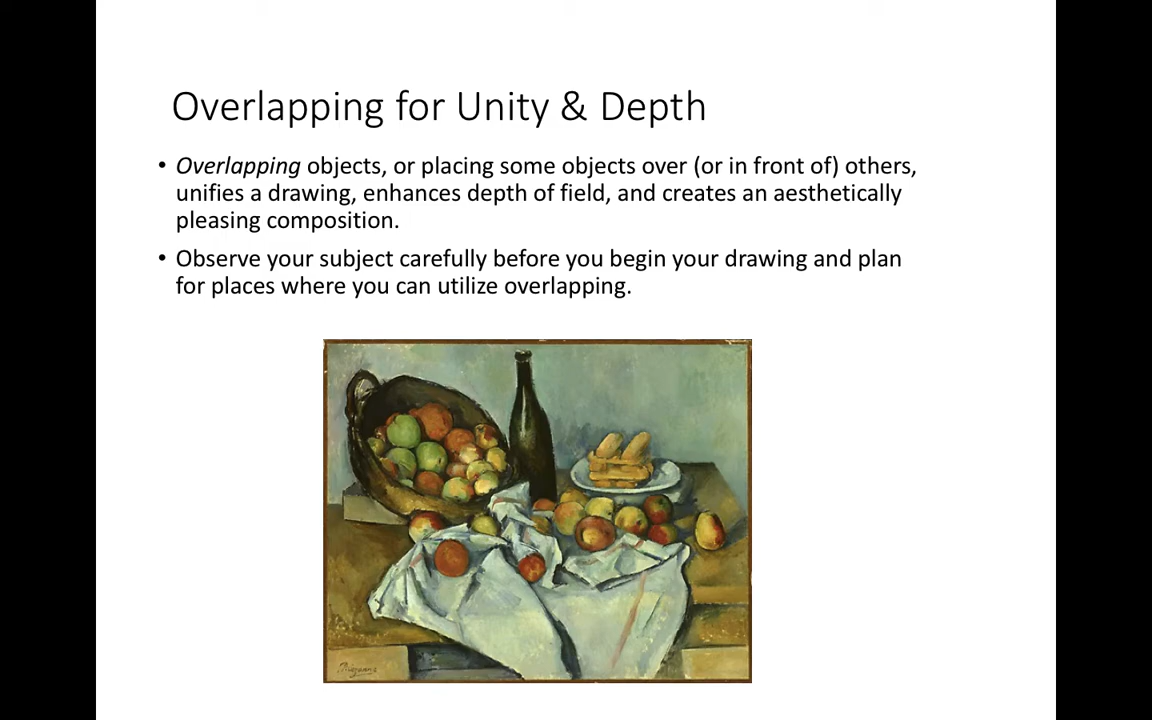 Overlapping for Unity & Depth
• Overlapping objects, or placing some objects over (or in front of) others,
unifies a drawing, enhances depth of field, and creates an aesthetically
pleasing composition.
• Observe your subject carefully before you begin your drawing and plan
for places where you can utilize overlapping.